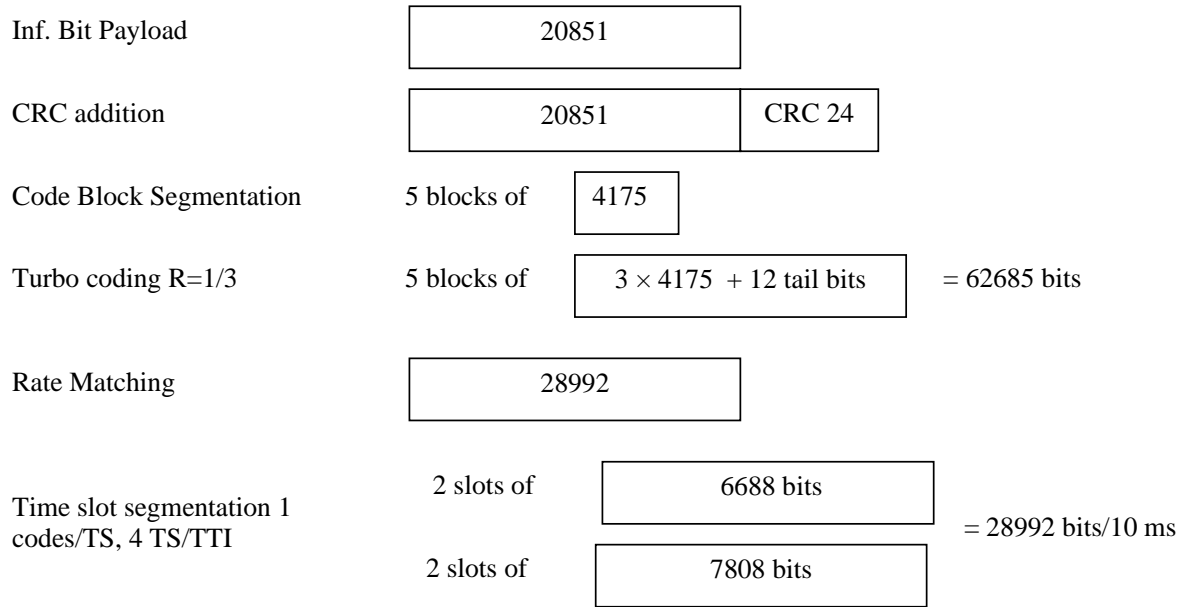 Inf. Bit Payload 20851
CRC addition 20851 CRC 24
Code Block Segmentation 5 blocks of 4175
Turbo coding R=1/3 5 blocks of 3 × 4175 + 12 tail bits = 62685 bits
Rate Matching 28992
2 slots of 6688 bits
Time slot segmentation 1
codes/TS, 4 TS/TTI
= 28992 bits/10 ms
2 slots of 7808 bits